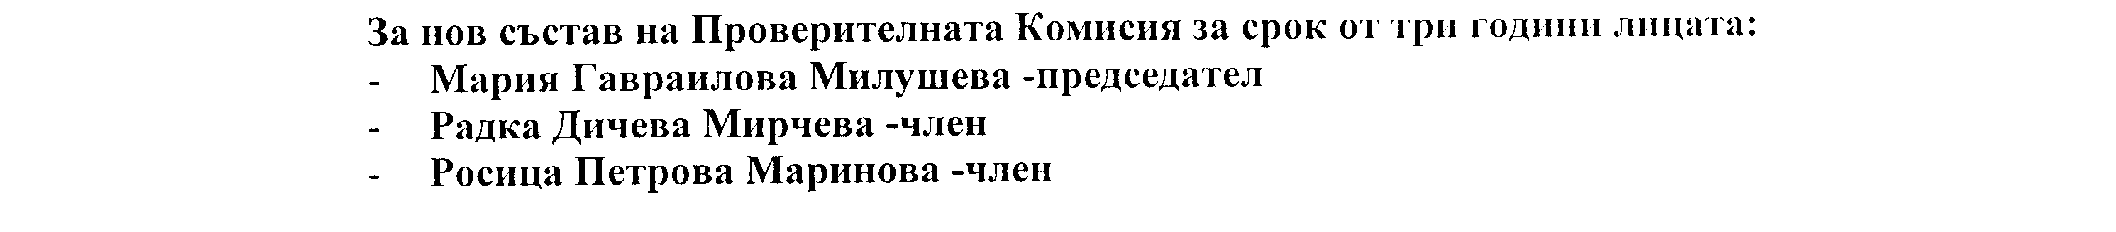 За нов състав на Проверителната Комисия за срок от три години лицата:
- Мария Гавраилова Милушева -председател
- Радка Дичева Мирчева -член
- Росица Петрова Маринова -член